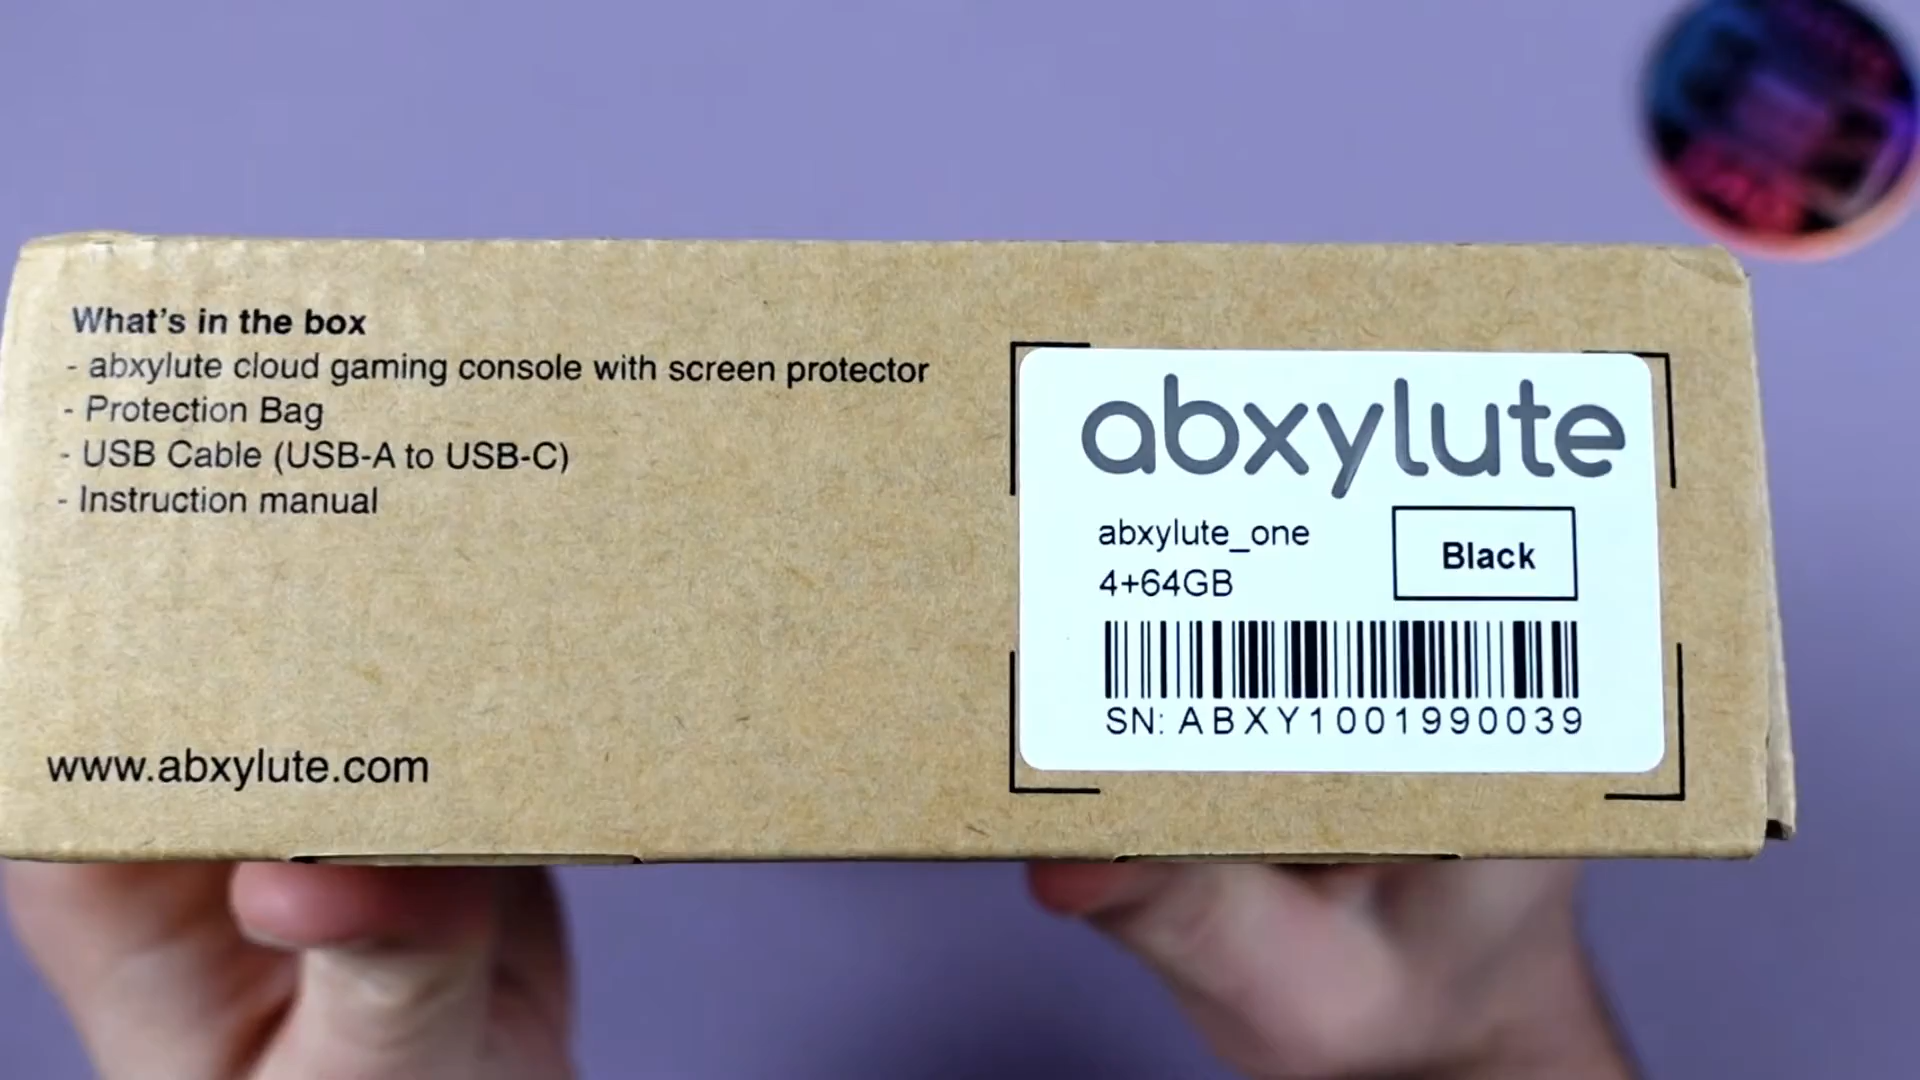 What's in the box
- abxylute cloud gaming console with screen protector
- Protection Bag
- USB Cable (USB-A to USB-C)
- Instruction manual
www.abxylute.com
abxylute
abxylute_one
4+64GB
Black
SN: ABXY1001990039